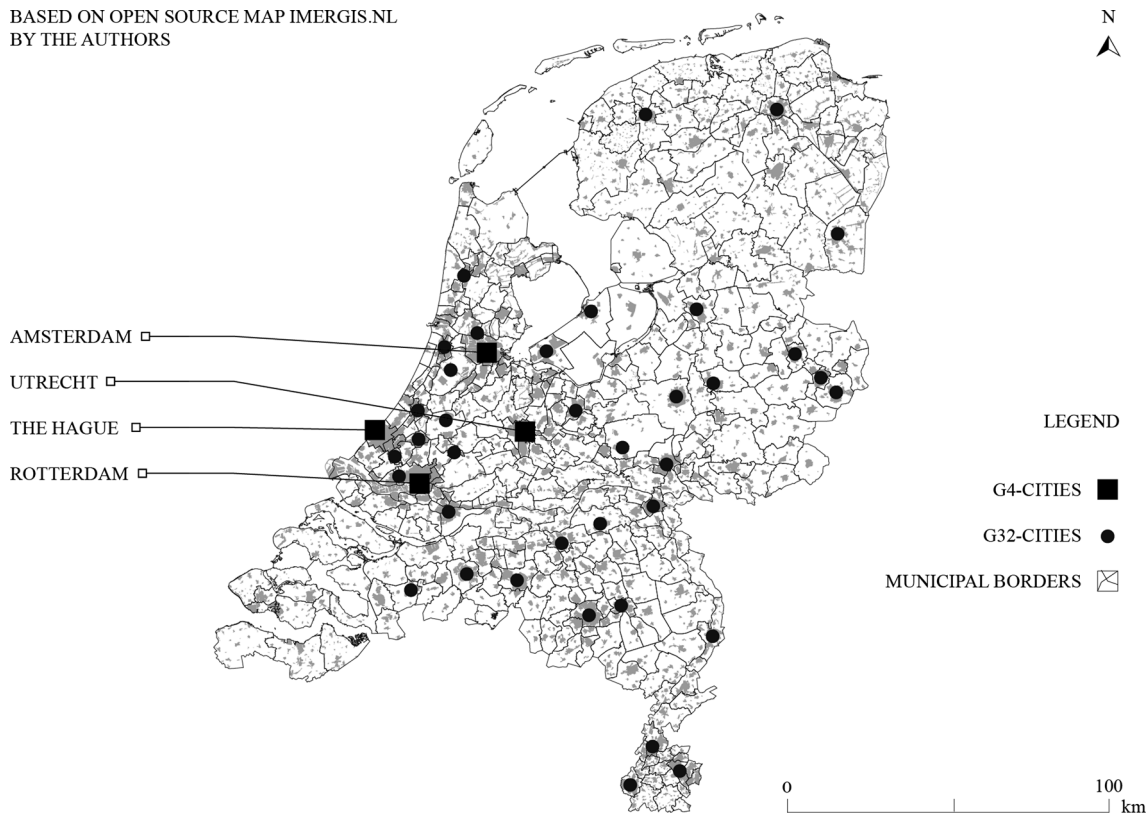 BASED ON OPEN SOURCE MAP IMERGIS.NL
BY THE AUTHORS
N
AMSTERDAM
UTRECHT
THE HAGUE
ROTTERDAM
LEGEND
G4-CITIES
G32-CITIES
MUNICIPAL BORDERS
0
100
km